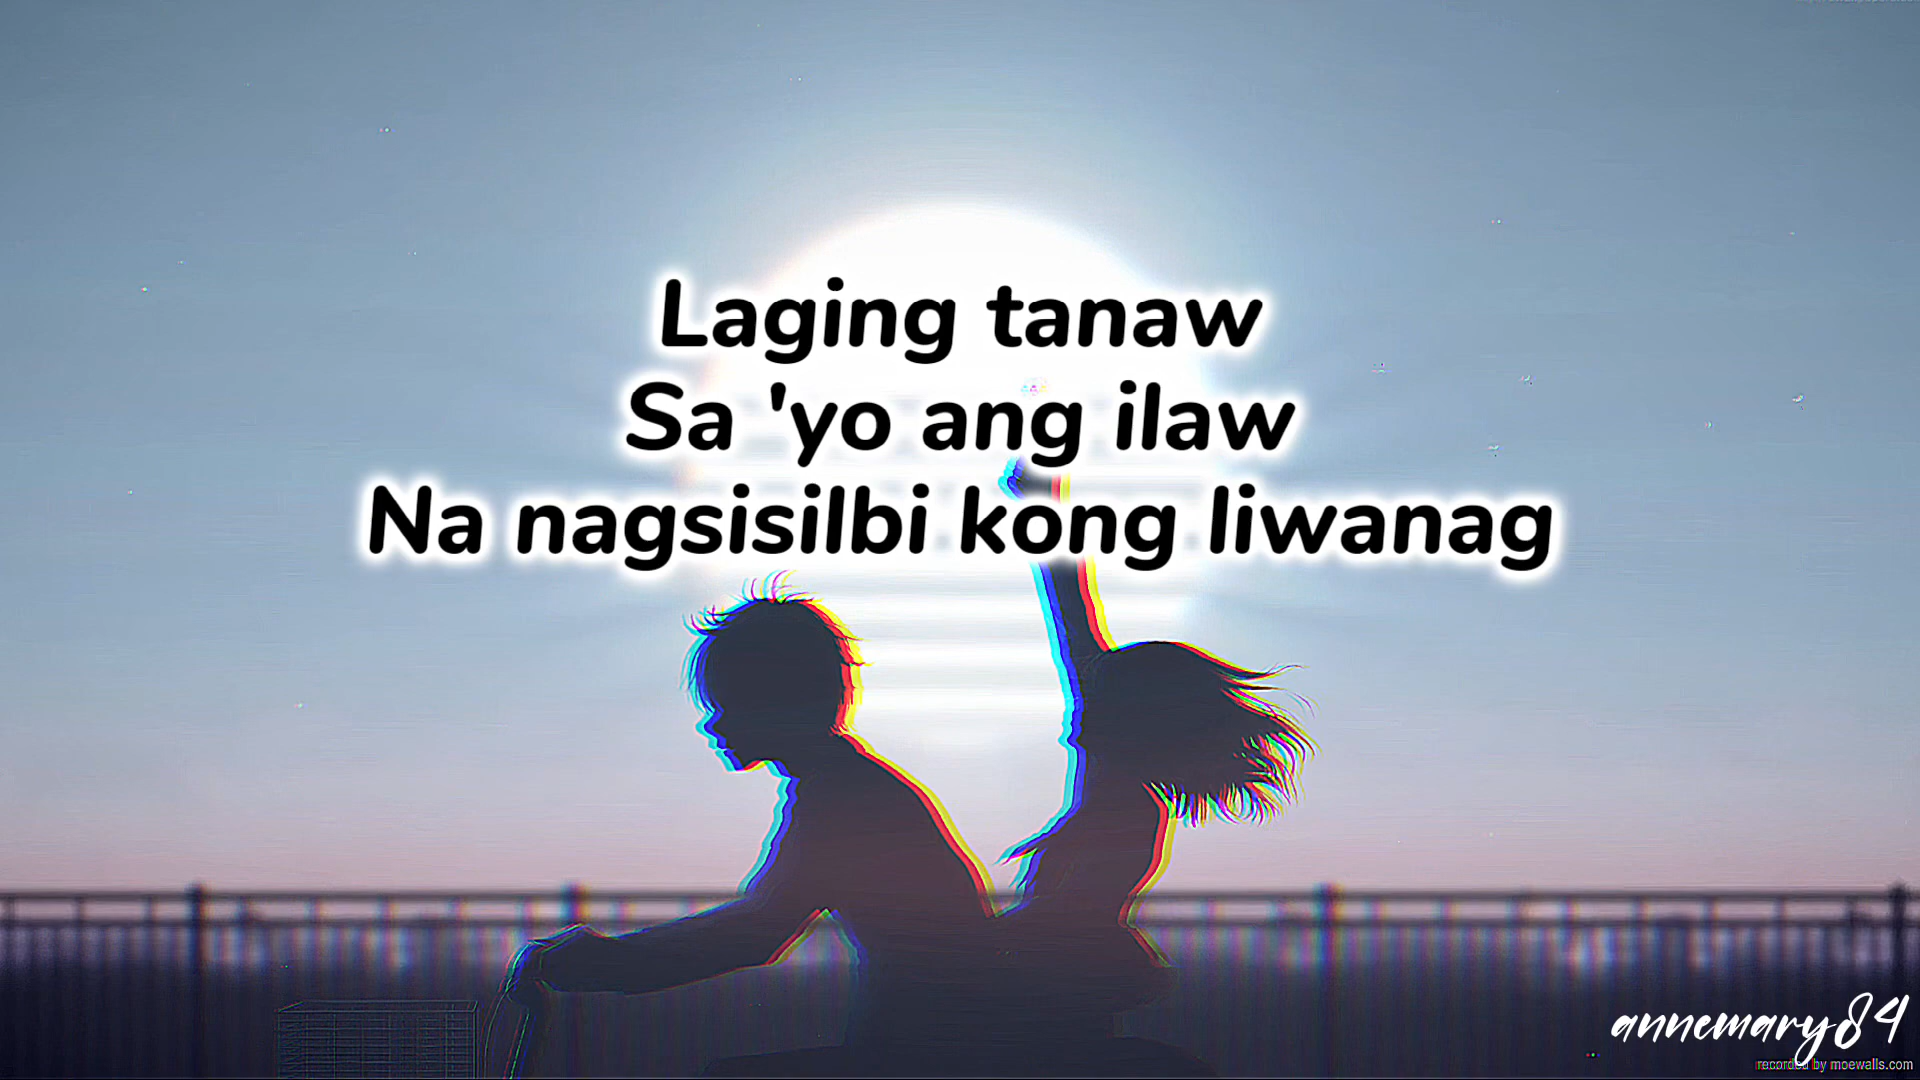 Laging tanaw
Sa 'yo ang ilaw
Na nagsisilbi kong liwanag
annemary84
recorded by moewalls.com